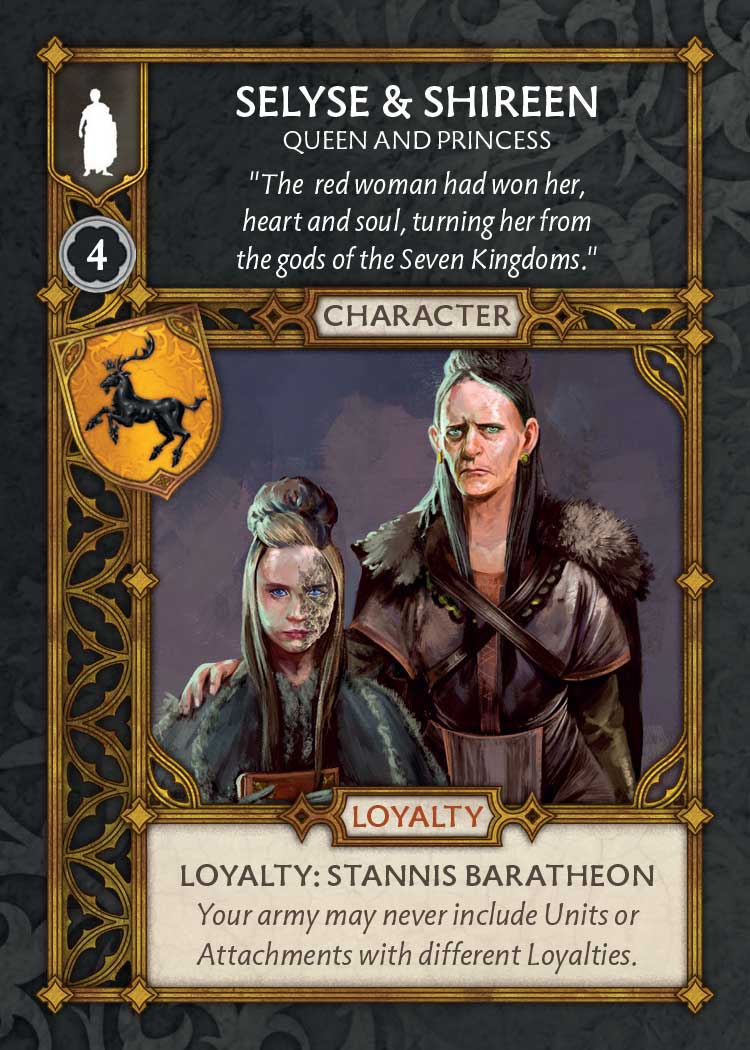 SELYSE & SHIREEN
QUEEN AND PRINCESS
"The red woman had won her,
heart and soul, turning her from
the gods of the Seven Kingdoms."
4
CHARACTER
LOYALTY
LOYALTY: STANNIS BARATHEON
Your army may never include Units or
Attachments with different Loyalties.